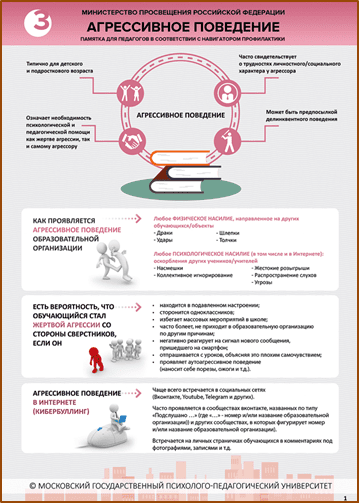 3
МИНИСТЕРСТВО ПРОСВЕЩЕНИЯ РОССИЙСКОЙ ФЕДЕРАЦИИ
АГРЕССИВНОЕ ПОВЕДЕНИЕ
ПАМЯТКА ДЛЯ ПЕДАГОГОВ В СООТВЕТСТВИИ С НАВИГАТОРОМ ПРОФИЛАКТИКИ
Типично для детского
и подросткового возраста
Часто свидетельствует
о трудностях личностного/социального
характера у агрессора
АГРЕССИВНОЕ ПОВЕДЕНИЕ
Означает необходимость
психологической и
педагогической помощи
как жертве агрессии, так
и самому агрессору
Может быть предпосылкой
делинквентного поведения
КАК ПРОЯВЛЯЕТСЯ
АГРЕССИВНОЕ ПОВЕДЕНИЕ В
ОБРАЗОВАТЕЛЬНОЙ
ОРГАНИЗАЦИИ
Любое ФИЗИЧЕСКОЕ НАСИЛИЕ, направленное на других
обучающихся/объекты
- Драки
- Шлепки
- Удары
- Толчки
Любое ПСИХОЛОГИЧЕСКОЕ НАСИЛИЕ (в том числе и в Интернете):
оскорбления других учеников/учителей
- Насмешки
- Жестокие розыгрыши
- Коллективное игнорирование
- Распространение слухов
- Угрозы
ЕСТЬ ВЕРОЯТНОСТЬ, ЧТО
ОБУЧАЮЩИЙСЯ СТАЛ
ЖЕРТВОЙ АГРЕССИИ СО
СТОРОНЫ СВЕРСТНИКОВ,
ЕСЛИ ОН
• находится в подавленном настроении;
• сторонится одноклассников;
• избегает массовых мероприятий в школе;
• часто болеет, не приходит в образовательную организацию
по другим причинам;
• негативно реагирует на сигнал нового сообщения,
пришедшего на смартфон;
• отпрашивается с уроков, объясняя это плохим самочувствием;
• проявляет аутоагрессивное поведение
(наносит себе порезы, ожоги и т.д.).
АГРЕССИВНОЕ ПОВЕДЕНИЕ
В ИНТЕРНЕТЕ
(КИБЕРБУЛЛИНГ)
Чаще всего встречается в социальных сетях
(Вконтакте, Youtube, Telegram и других).
Часто проявляется в сообществах вконтакте, названных по типу
«Подслушано ...» (где «...» - номер и/или название образовательной
организации) и других сообществах, в которых фигурирует номер
и/или название образовательной организации).
Встречается на личных страничках обучающихся в комментариях под
фотографиями, записями и т.д.
© МОСКОВСКИЙ ГОСУДАРСТВЕННЫЙ ПСИХОЛОГО-ПЕДАГОГИЧЕСКИЙ УНИВЕРСИТЕТ
1